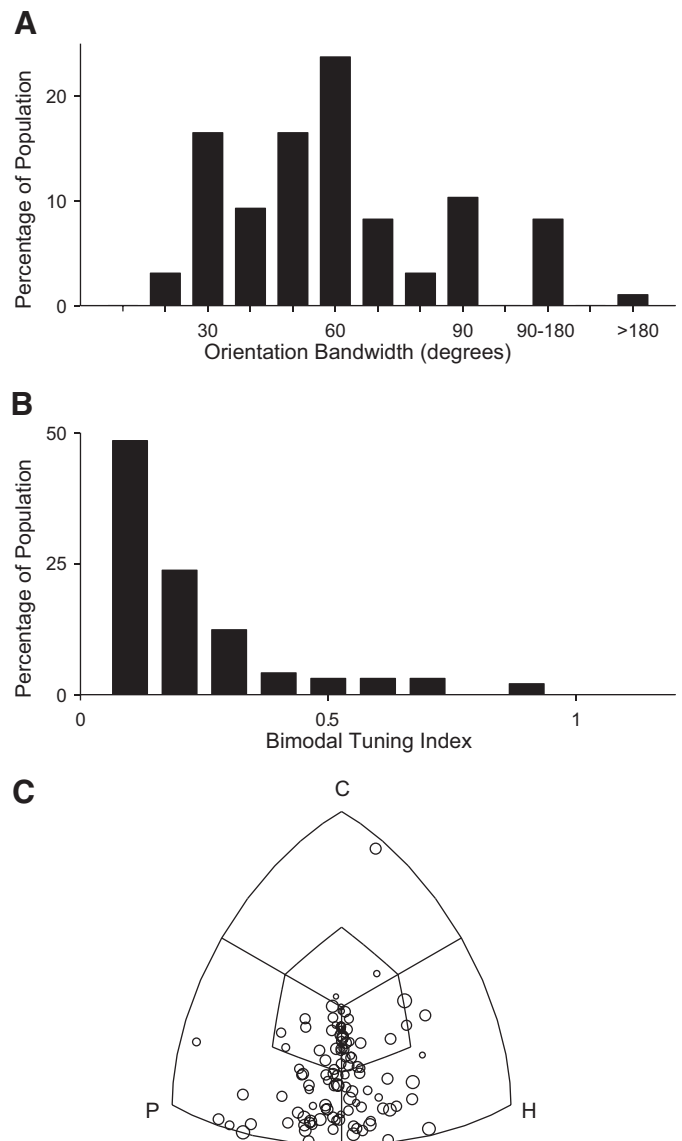 A
Percentage of Population
20
10
0
30 60 90 90-180 >180
Orientation Bandwidth (degrees)
B
Percentage of Population
50
25
0
0 0.5 1
Bimodal Tuning Index
C
C
P H